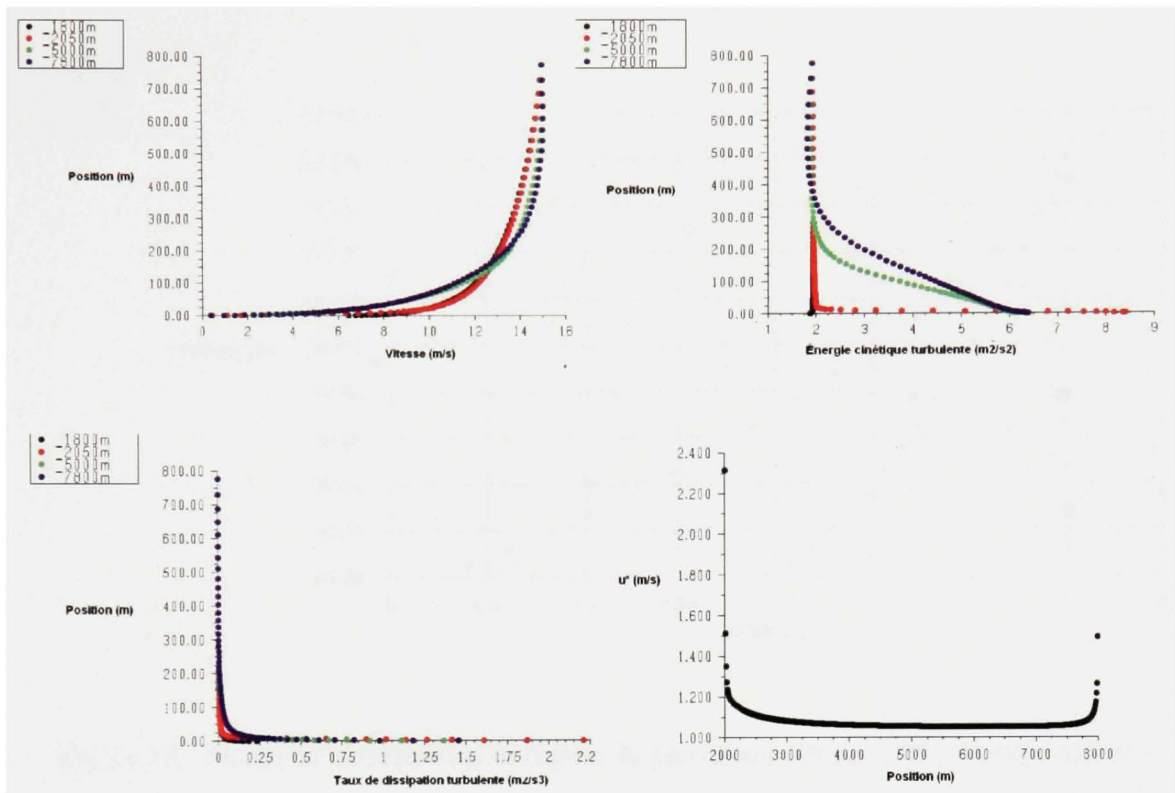 -1800m
-2050m
-5000m
-7800m
800.00
700.00
600.00
500.00
400.00
300.00
200.00
100.00
0.00
Position (m)
0 2 4 6 8 10 12 14 16
Vitesse (m/s)
-1800m
-2050m
-5000m
-7800m
800.00
700.00
600.00
500.00
400.00
300.00
200.00
100.00
0.00
Position (m)
1 2 3 4 5 6 7 8 9
Énergie cinétique turbulente (m2/s2)
-1800m
-2050m
-5000m
-7800m
800.00
700.00
600.00
500.00
400.00
300.00
200.00
100.00
0.00
Position (m)
0 0.25 0.5 0.75 1 1.25 1.5 1.75 2 2.25
Taux de dissipation turbulente (m2/s3)
2.400
2.200
2.000
1.800
1.600
1.400
1.200
1.000
u* (m/s)
2000 3000 4000 5000 6000 7000 8000
Position (m)